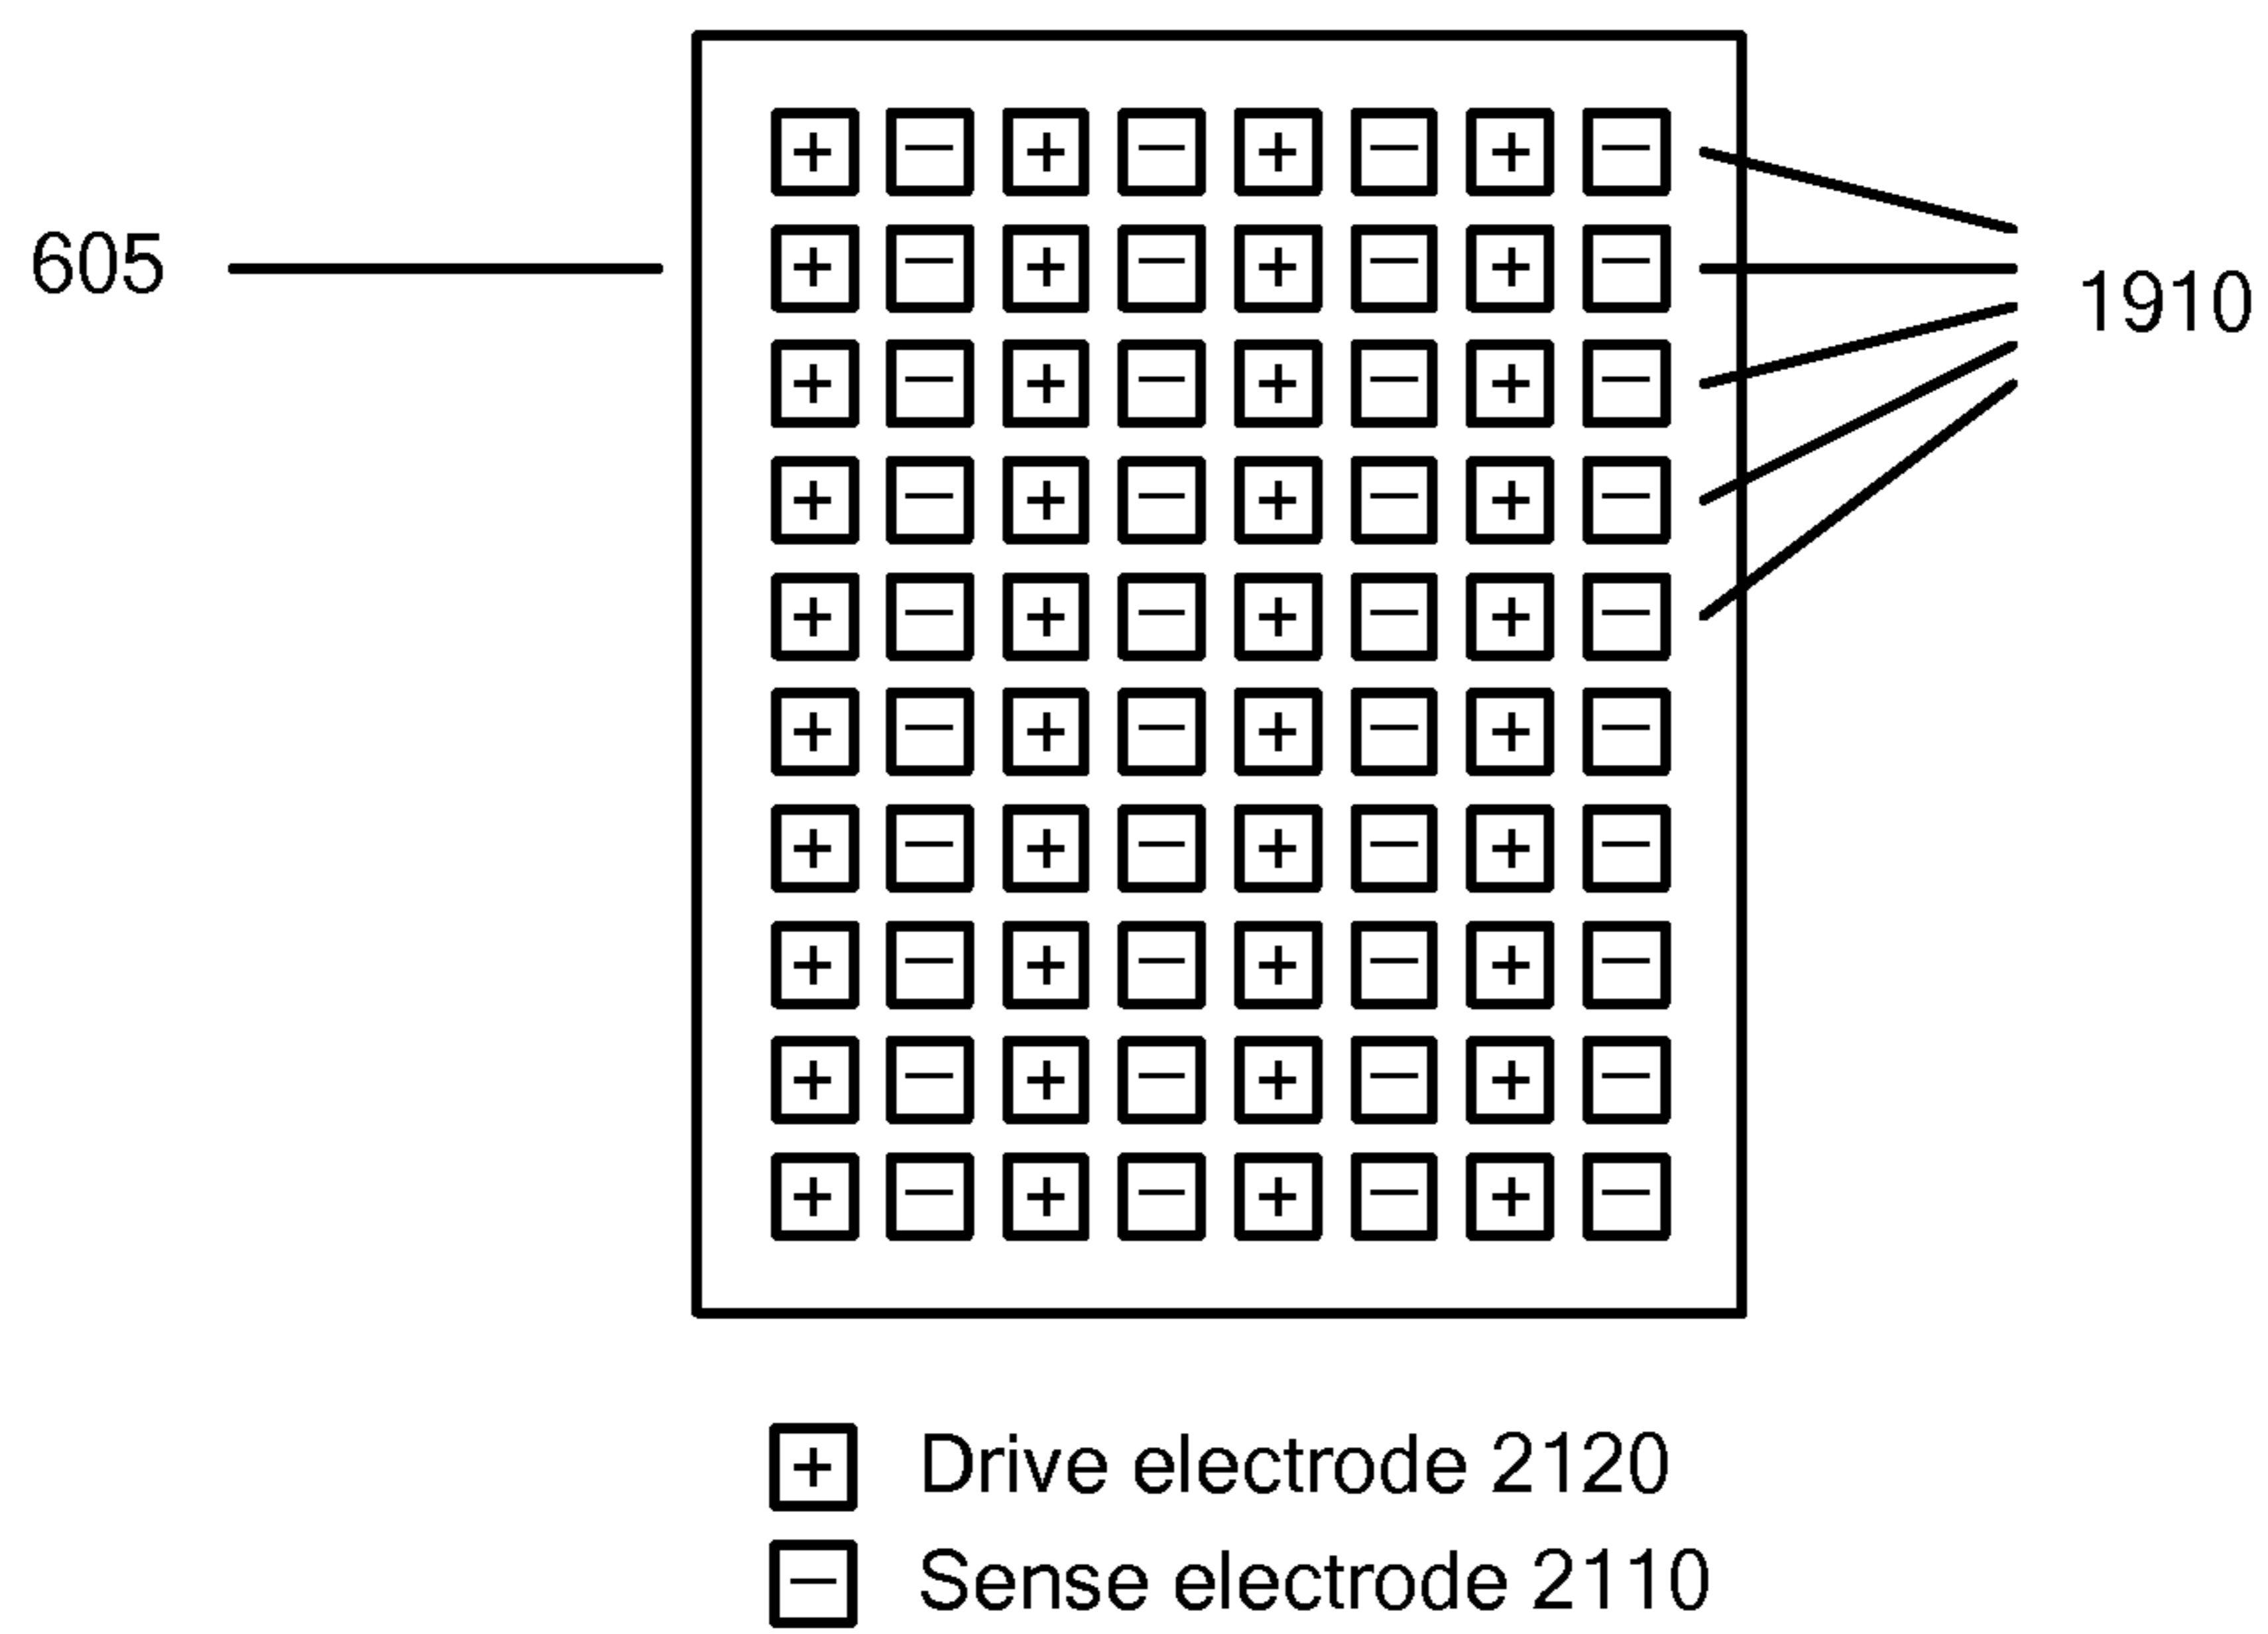 605
1910
+ − + − + − + −
+ − + − + − + −
+ − + − + − + −
+ − + − + − + −
+ − + − + − + −
+ − + − + − + −
+ − + − + − + −
+ − + − + − + −
+ − + − + − + −
+ − + − + − + −
+ Drive electrode 2120
− Sense electrode 2110